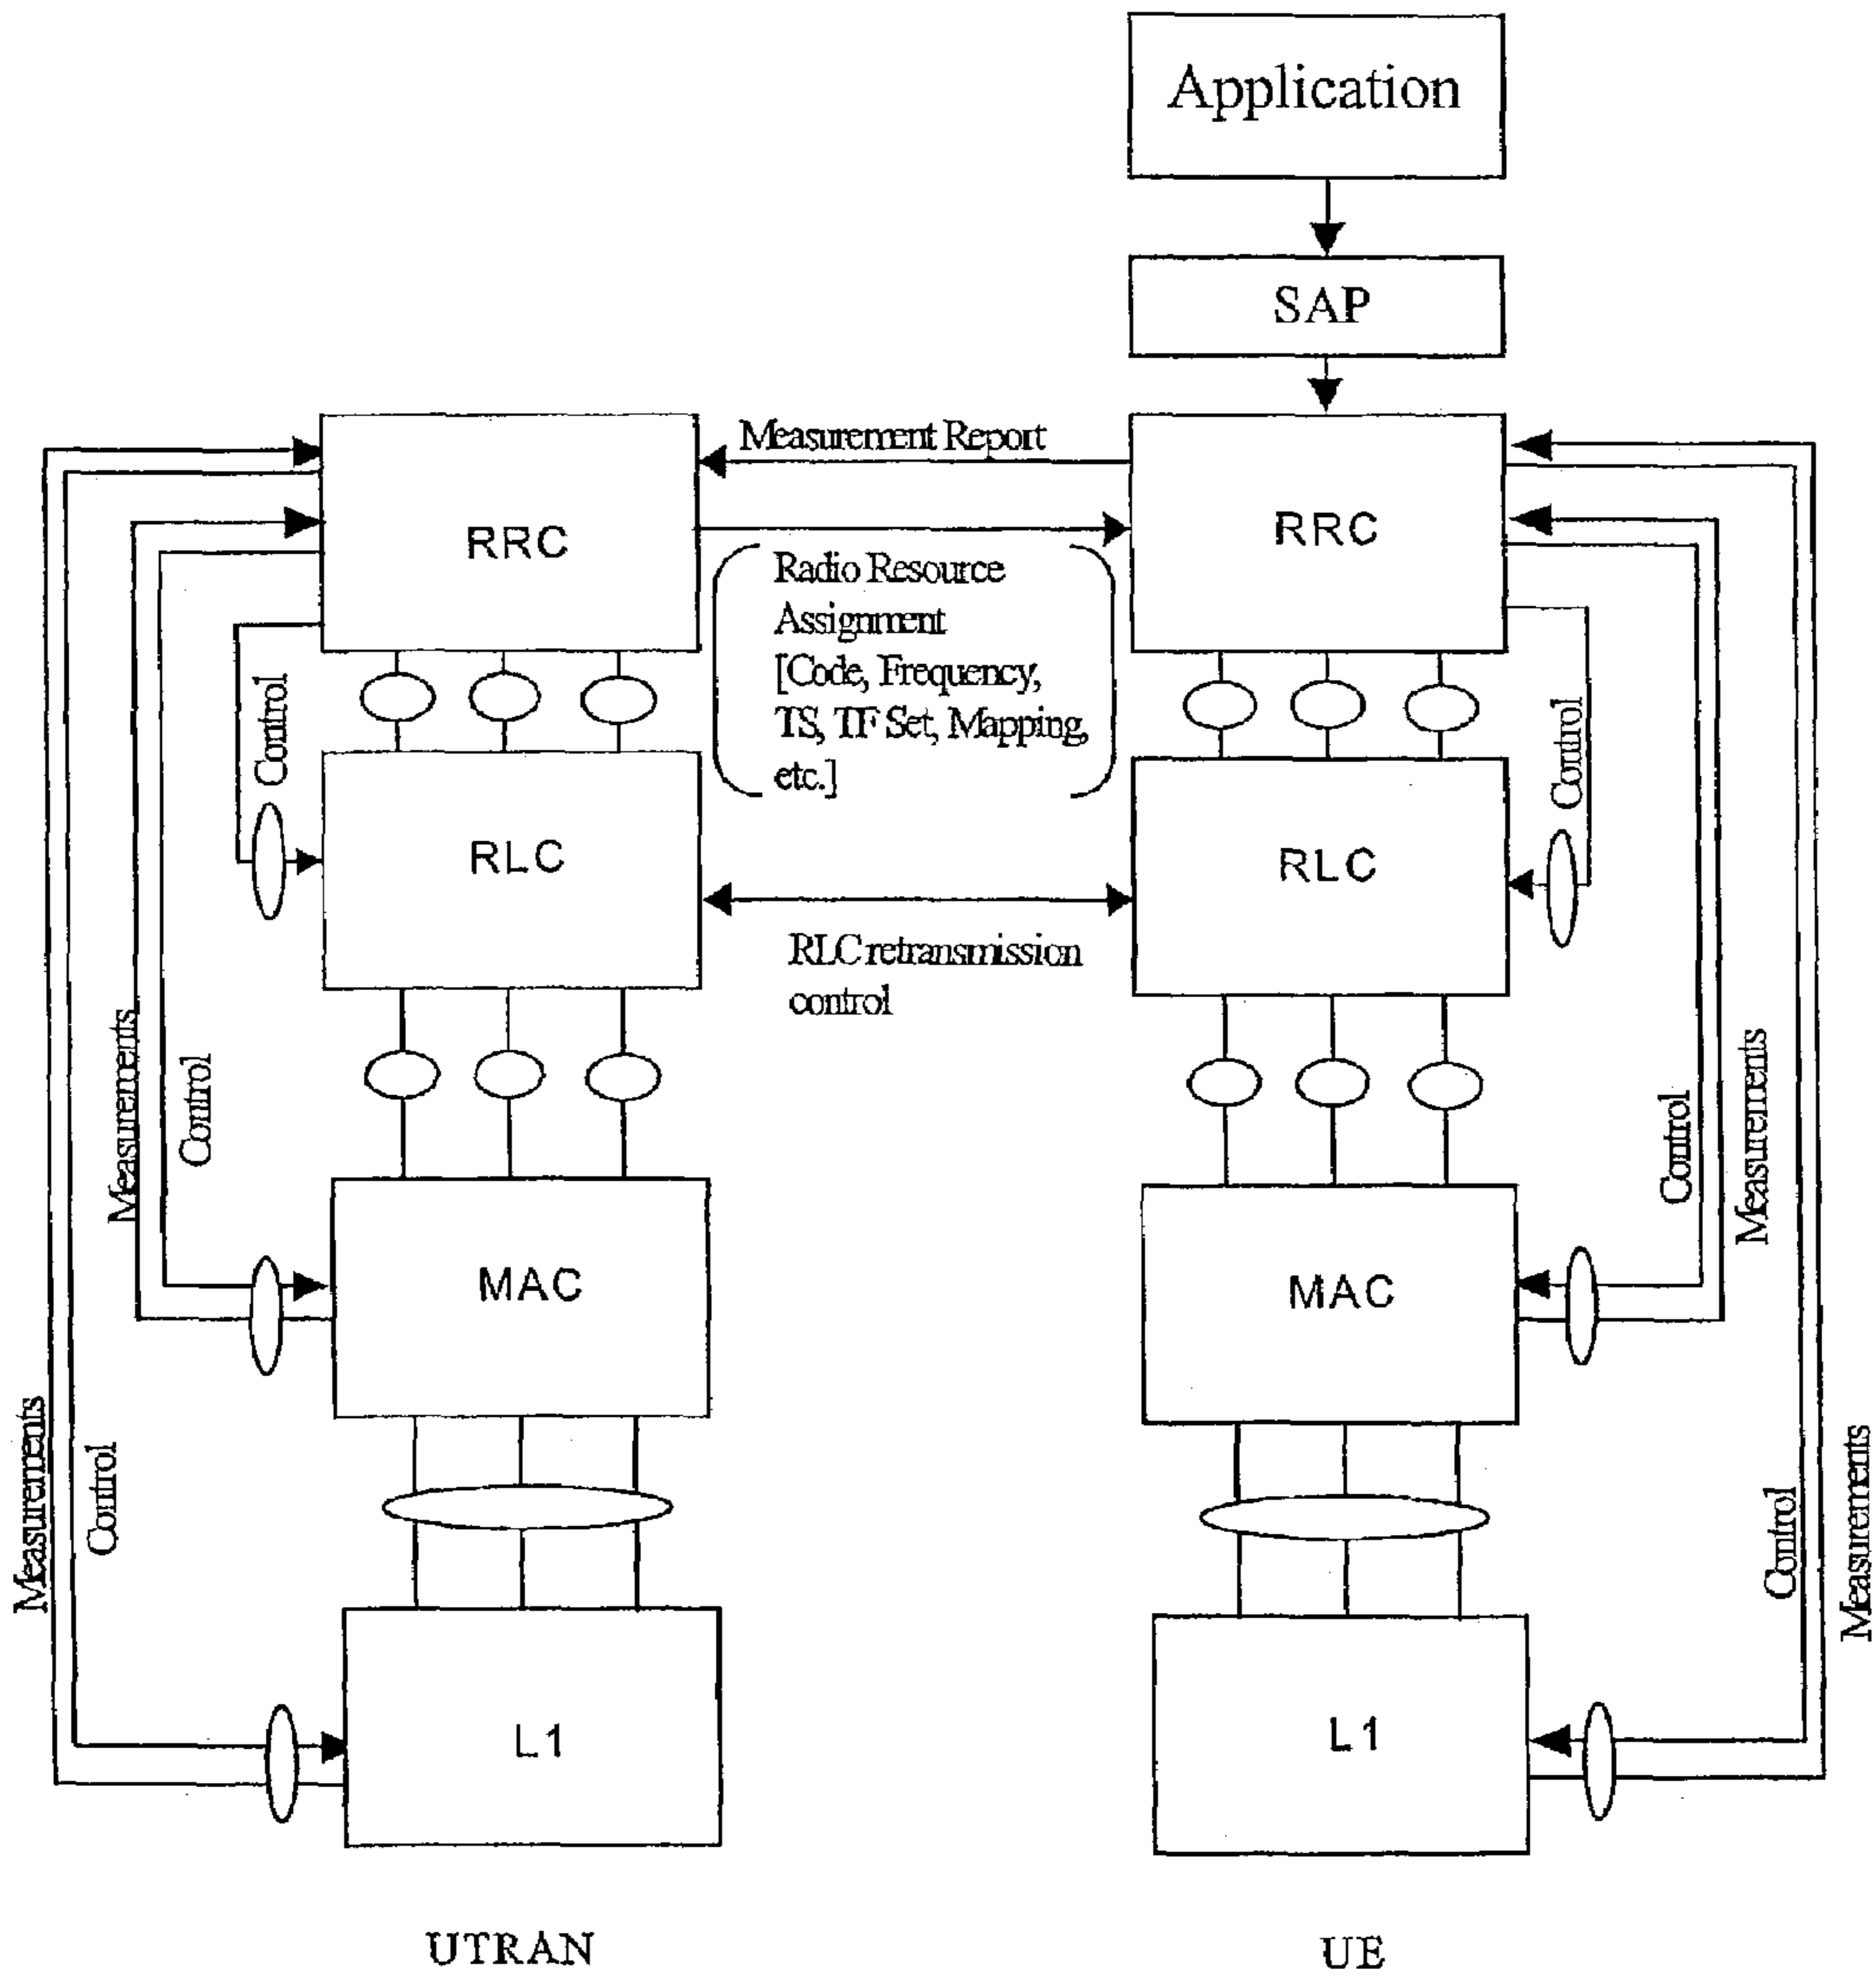 Application
SAP
Measurement Report
RRC
RRC
Radio Resource
Assignment
[Code, Frequency,
TS, TF Set, Mapping,
etc.]
Control
Control
RLC
RLC
RLC retransmission
control
Measurements
Control
Control
Measurements
MAC
MAC
Measurements
Control
Control
Measurements
L1
L1
UTRAN
UE